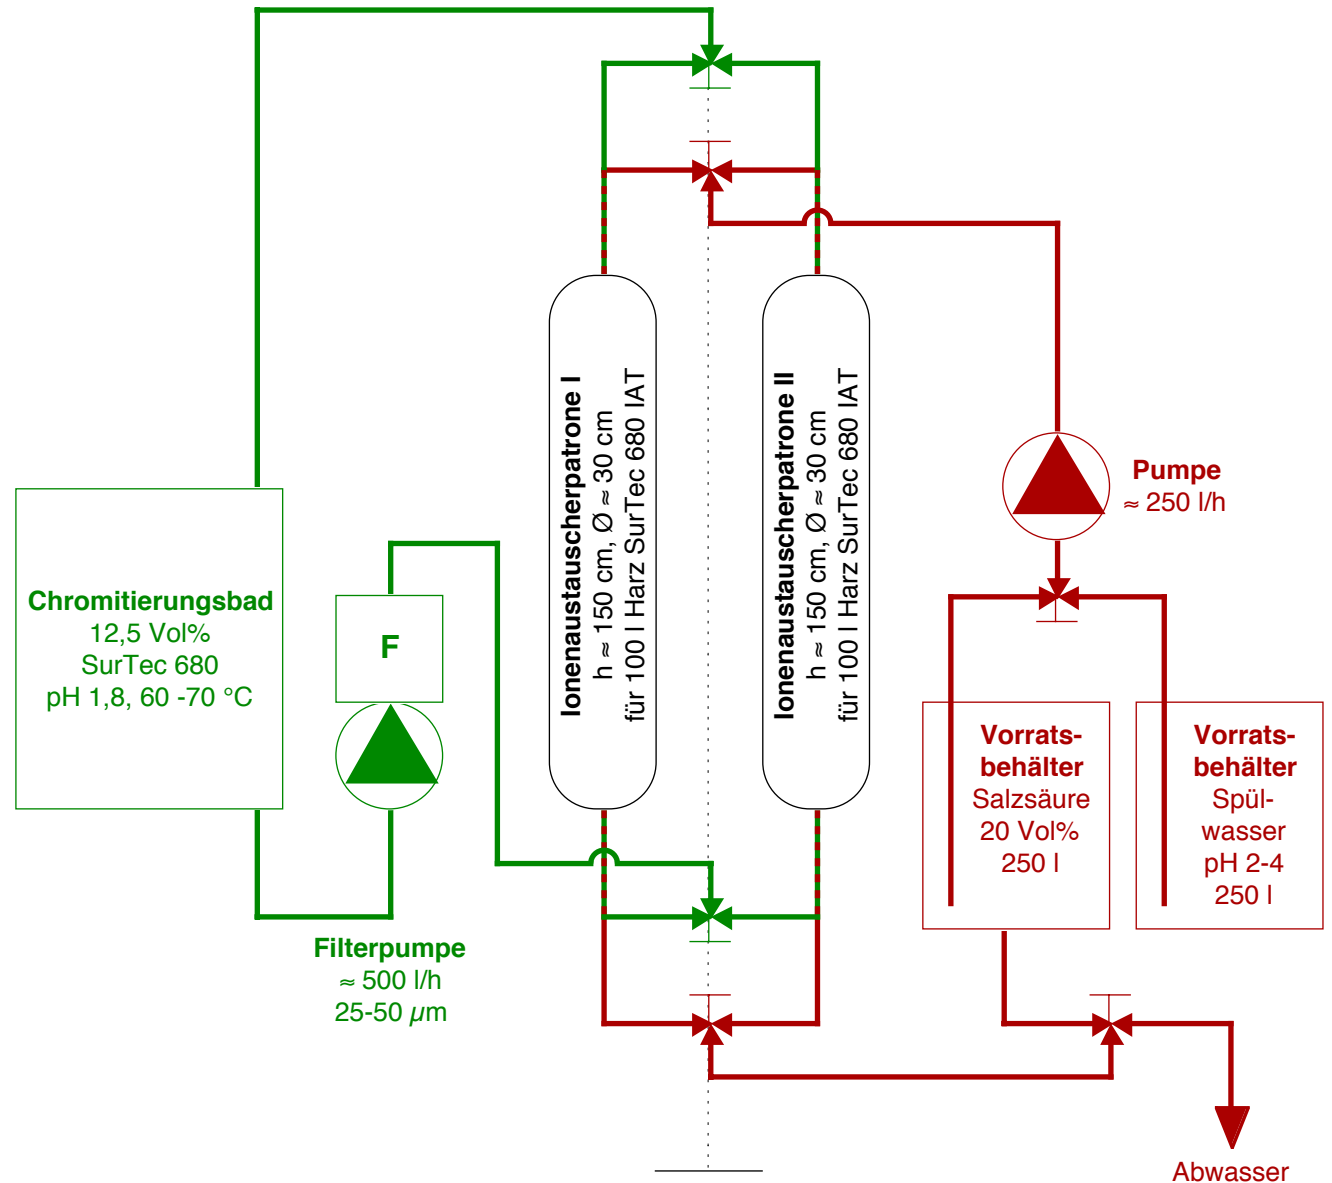 Ionenaustauscherpatrone I
h ≈ 150 cm, Ø ≈ 30 cm
für 100 l Harz SurTec 680 IAT
Ionenaustauscherpatrone II
h ≈ 150 cm, Ø ≈ 30 cm
für 100 l Harz SurTec 680 IAT
Pumpe
≈ 250 l/h
Chromitierungsbad
12,5 Vol%
SurTec 680
pH 1,8, 60 -70 °C
F
Filterpumpe
≈ 500 l/h
25-50 µm
Vorrats-
behälter
Salzsäure
20 Vol%
250 l
Vorrats-
behälter
Spül-
wasser
pH 2-4
250 l
Abwasser